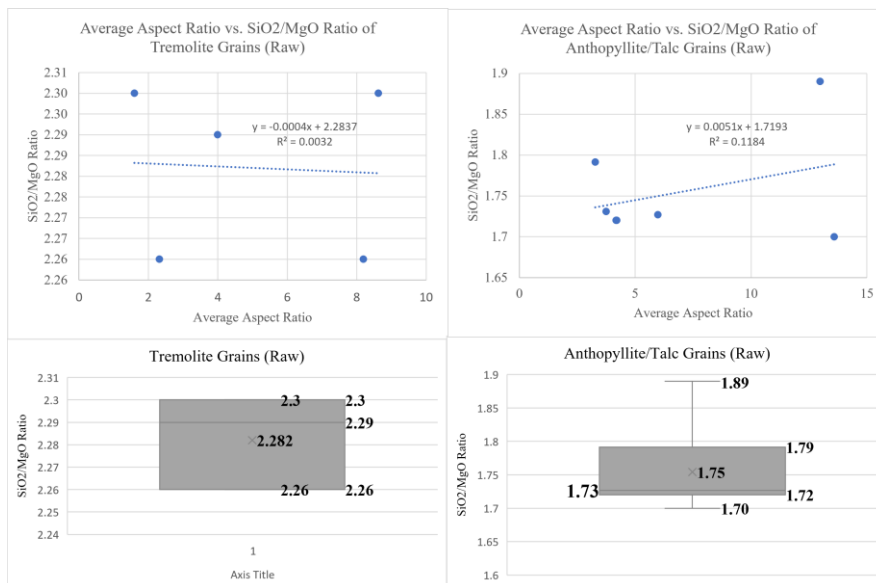 Average Aspect Ratio vs. SiO2/MgO Ratio of
Tremolite Grains (Raw)
SiO2/MgO Ratio
2.31
2.30
2.30
2.29
2.29
2.28
2.28
2.27
2.27
2.26
2.26
y = -0.0004x + 2.2837
R² = 0.0032
0 2 4 6 8 10
Average Aspect Ratio
Average Aspect Ratio vs. SiO2/MgO Ratio of
Anthopyllite/Talc Grains (Raw)
SiO2/MgO Ratio
1.9
1.85
1.8
1.75
1.7
1.65
y = 0.0051x + 1.7193
R² = 0.1184
0 5 10 15
Average Aspect Ratio
Tremolite Grains (Raw)
SiO2/MgO Ratio
2.31
2.3
2.29
2.28
2.27
2.26
2.25
2.24
2.3 2.3
2.29
2.282
2.26 2.26
1
Axis Title
Anthopyllite/Talc Grains (Raw)
SiO2/MgO Ratio
1.9
1.85
1.8
1.75
1.7
1.65
1.6
1.89
1.79
1.75
1.73
1.72
1.70